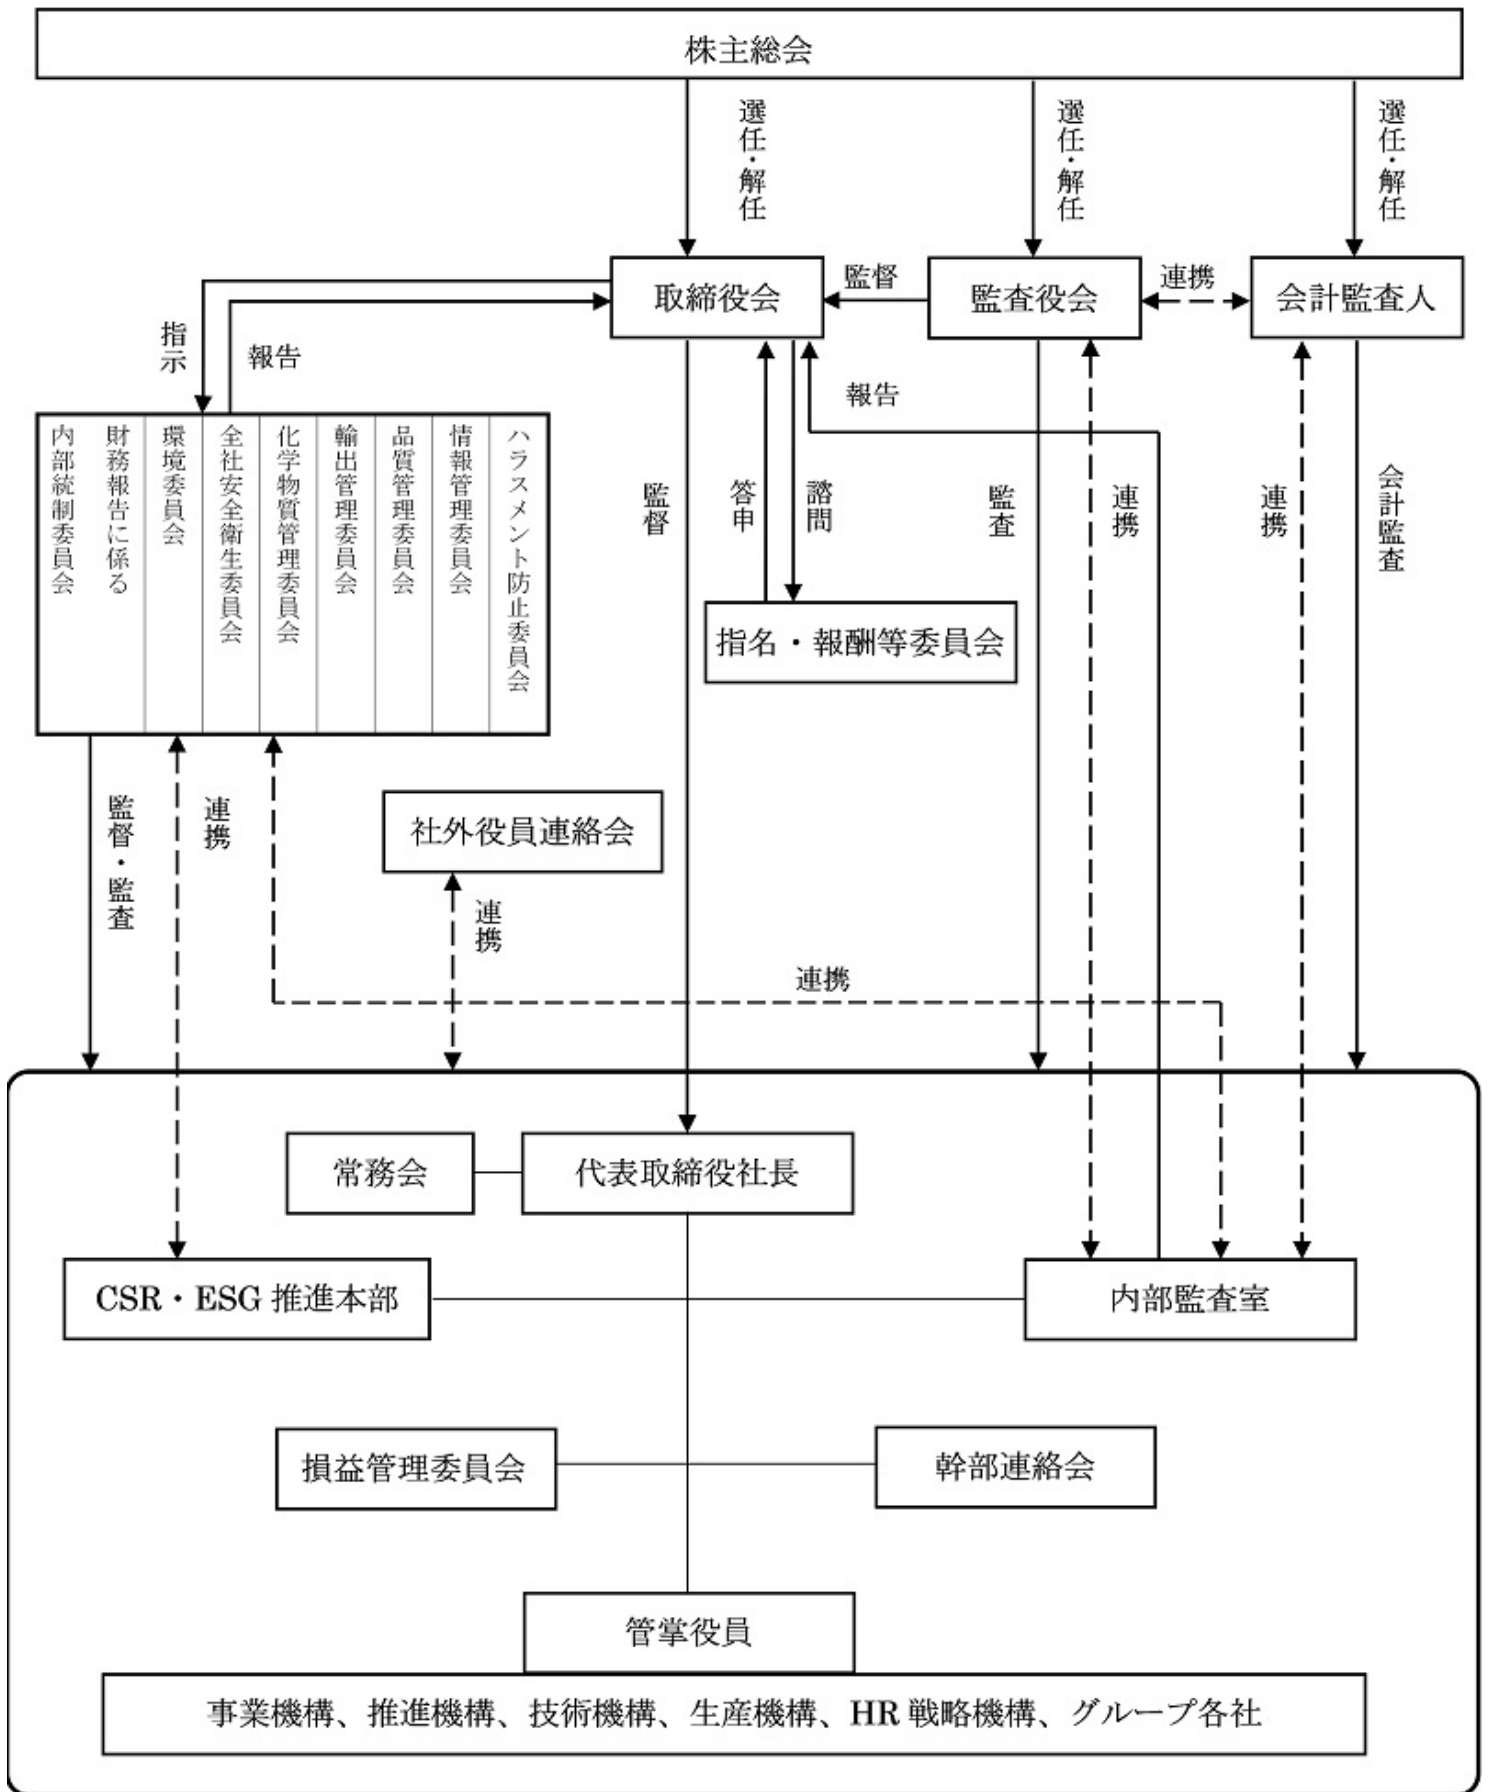 株主総会
選任・解任
選任・解任
選任・解任
取締役会
監督
監査役会
連携
会計監査人
指示
報告
報告
財務報告に係る
内部統制委員会
環境委員会
全社安全衛生委員会
化学物質管理委員会
輸出管理委員会
品質管理委員会
情報管理委員会
ハラスメント防止委員会
監督
答申
諮問
監査
連携
連携
会計監査
指名・報酬等委員会
監督・監査
連携
社外役員連絡会
連携
連携
常務会
代表取締役社長
CSR・ESG 推進本部
内部監査室
損益管理委員会
幹部連絡会
管掌役員
事業機構、推進機構、技術機構、生産機構、HR 戦略機構、グループ各社